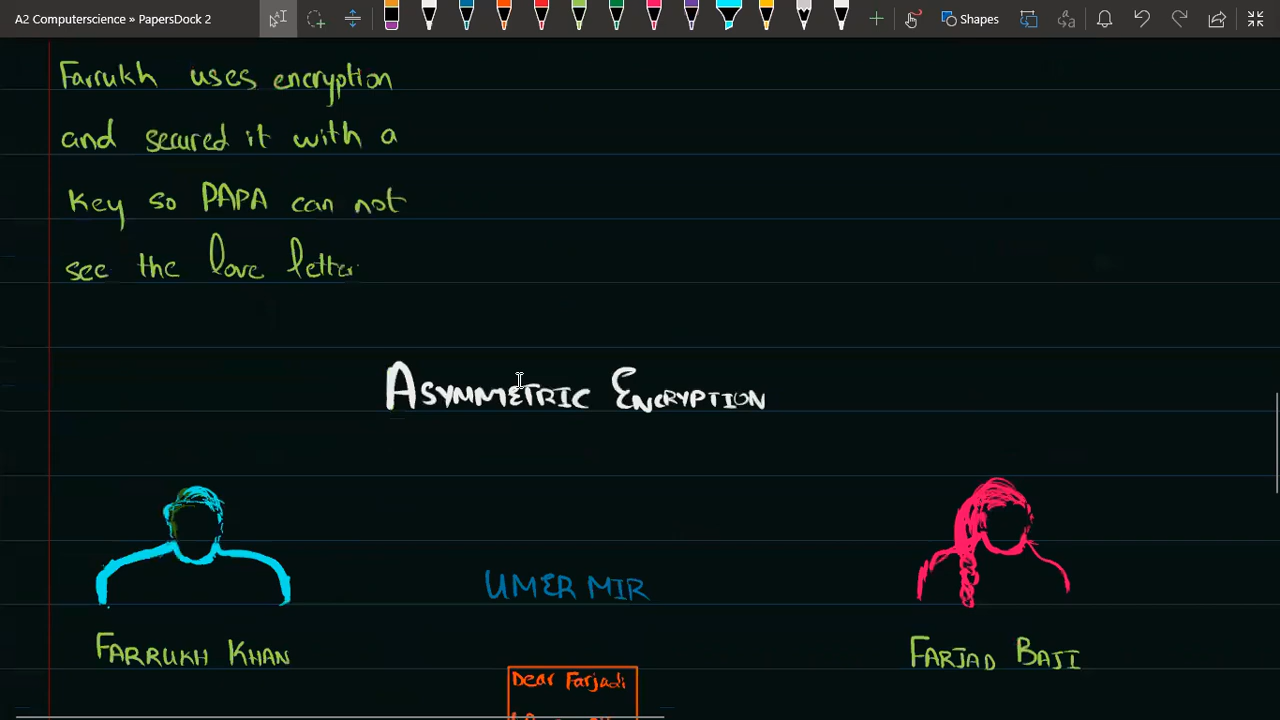 A2 Computerscience » PapersDock 2
Shapes
Farrukh uses encryption
and secured it with a
key so PAPA can not
see the love letter.
ASYMMETRIC ENCRYPTION
UMER MIR
FARRUKH KHAN
FARJAD BAJI
Dear Farjadi